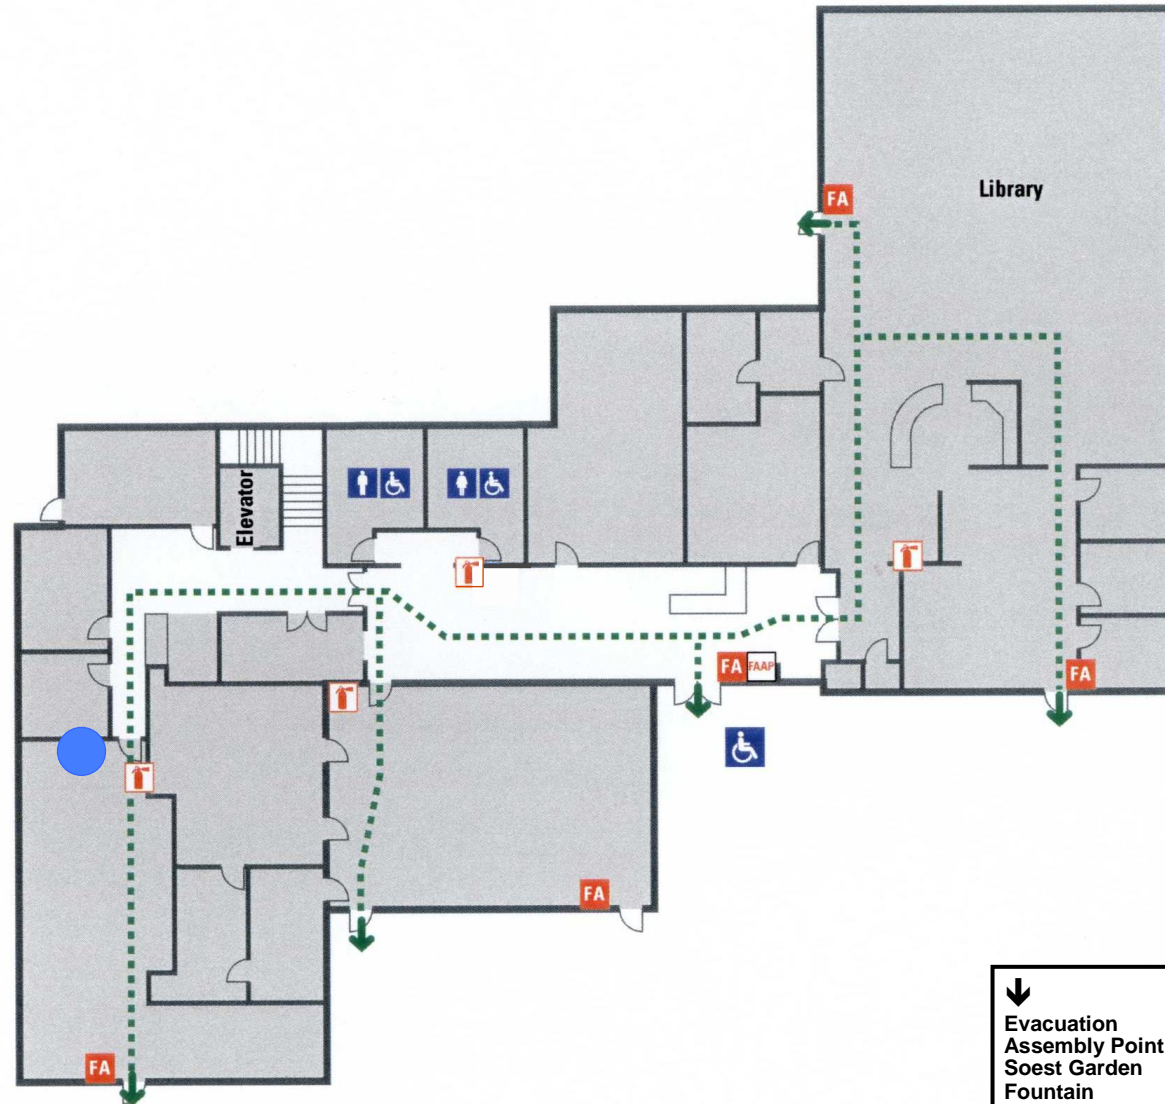 FA
Library
Elevator
FA
FAAP
FA
FA
FA
Evacuation
Assembly Point
Soest Garden
Fountain